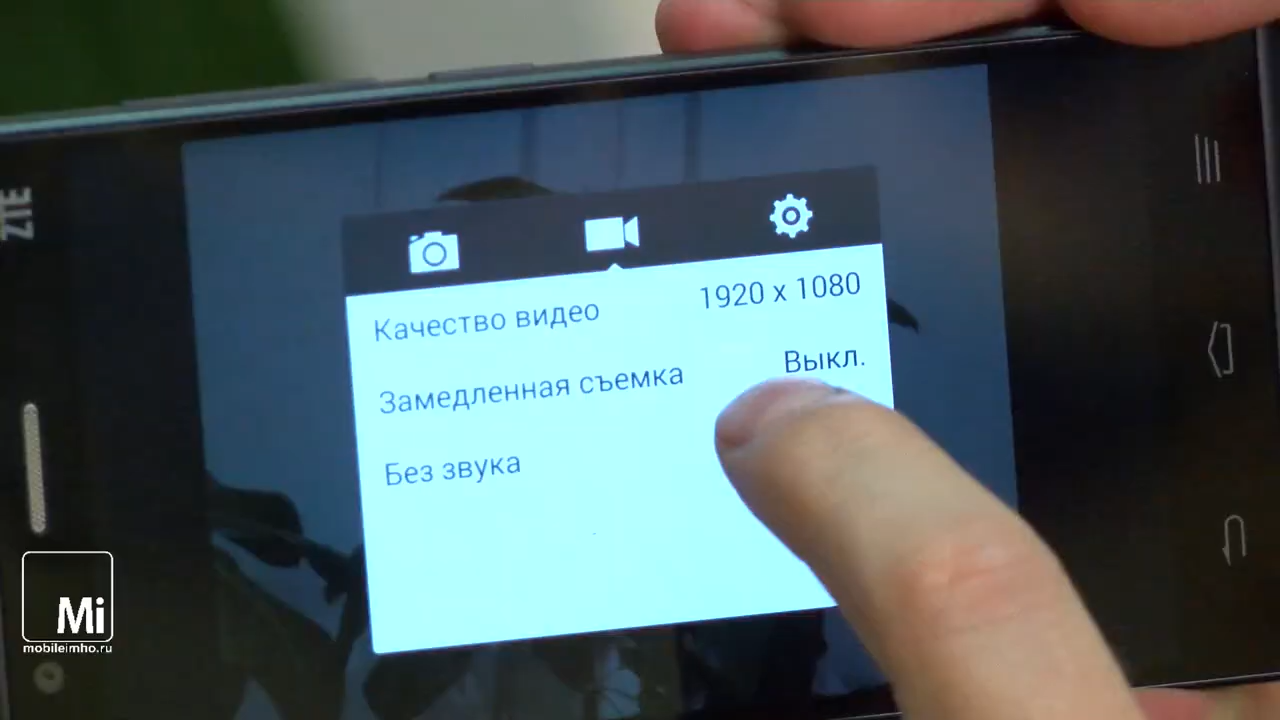 ZTE
Качество видео 1920 x 1080
Замедленная съемка Выкл.
Без звука
Mi
mobileimho.ru